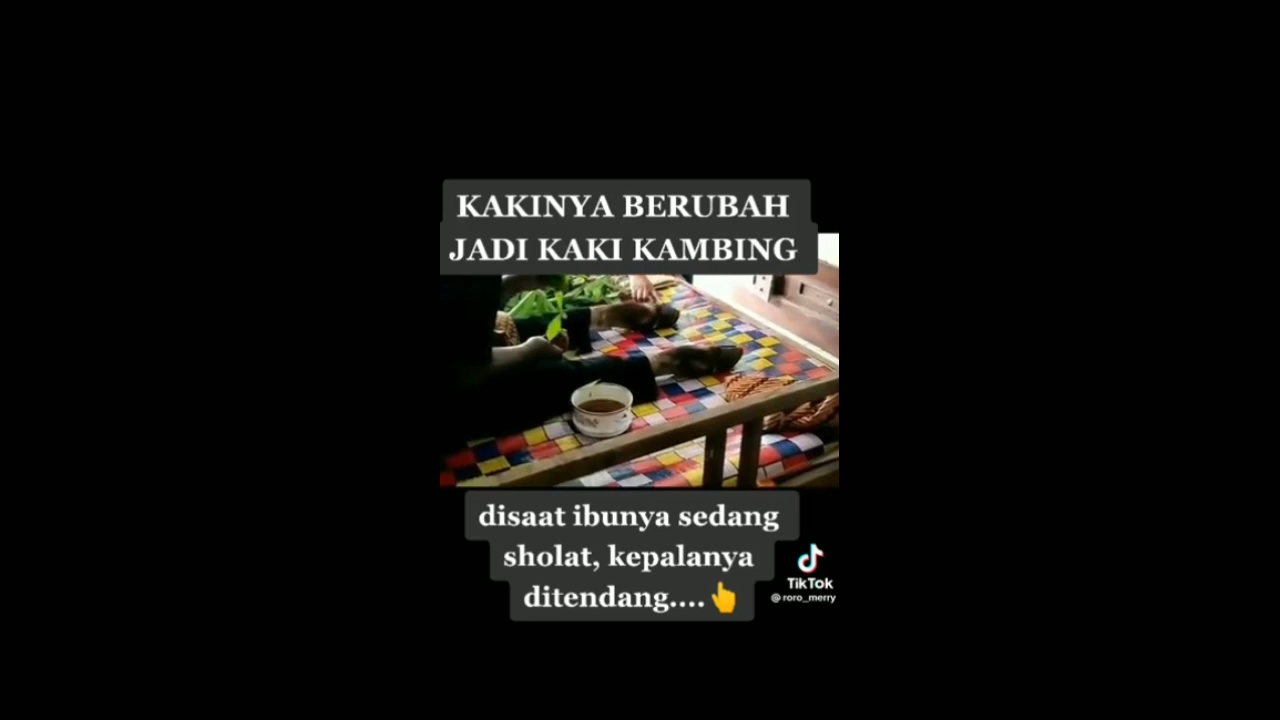 KAKINYA BERUBAH
JADI KAKI KAMBING
disaat ibunya sedang
sholat, kepalanya
ditendang....👆
TikTok
@ roro_merry